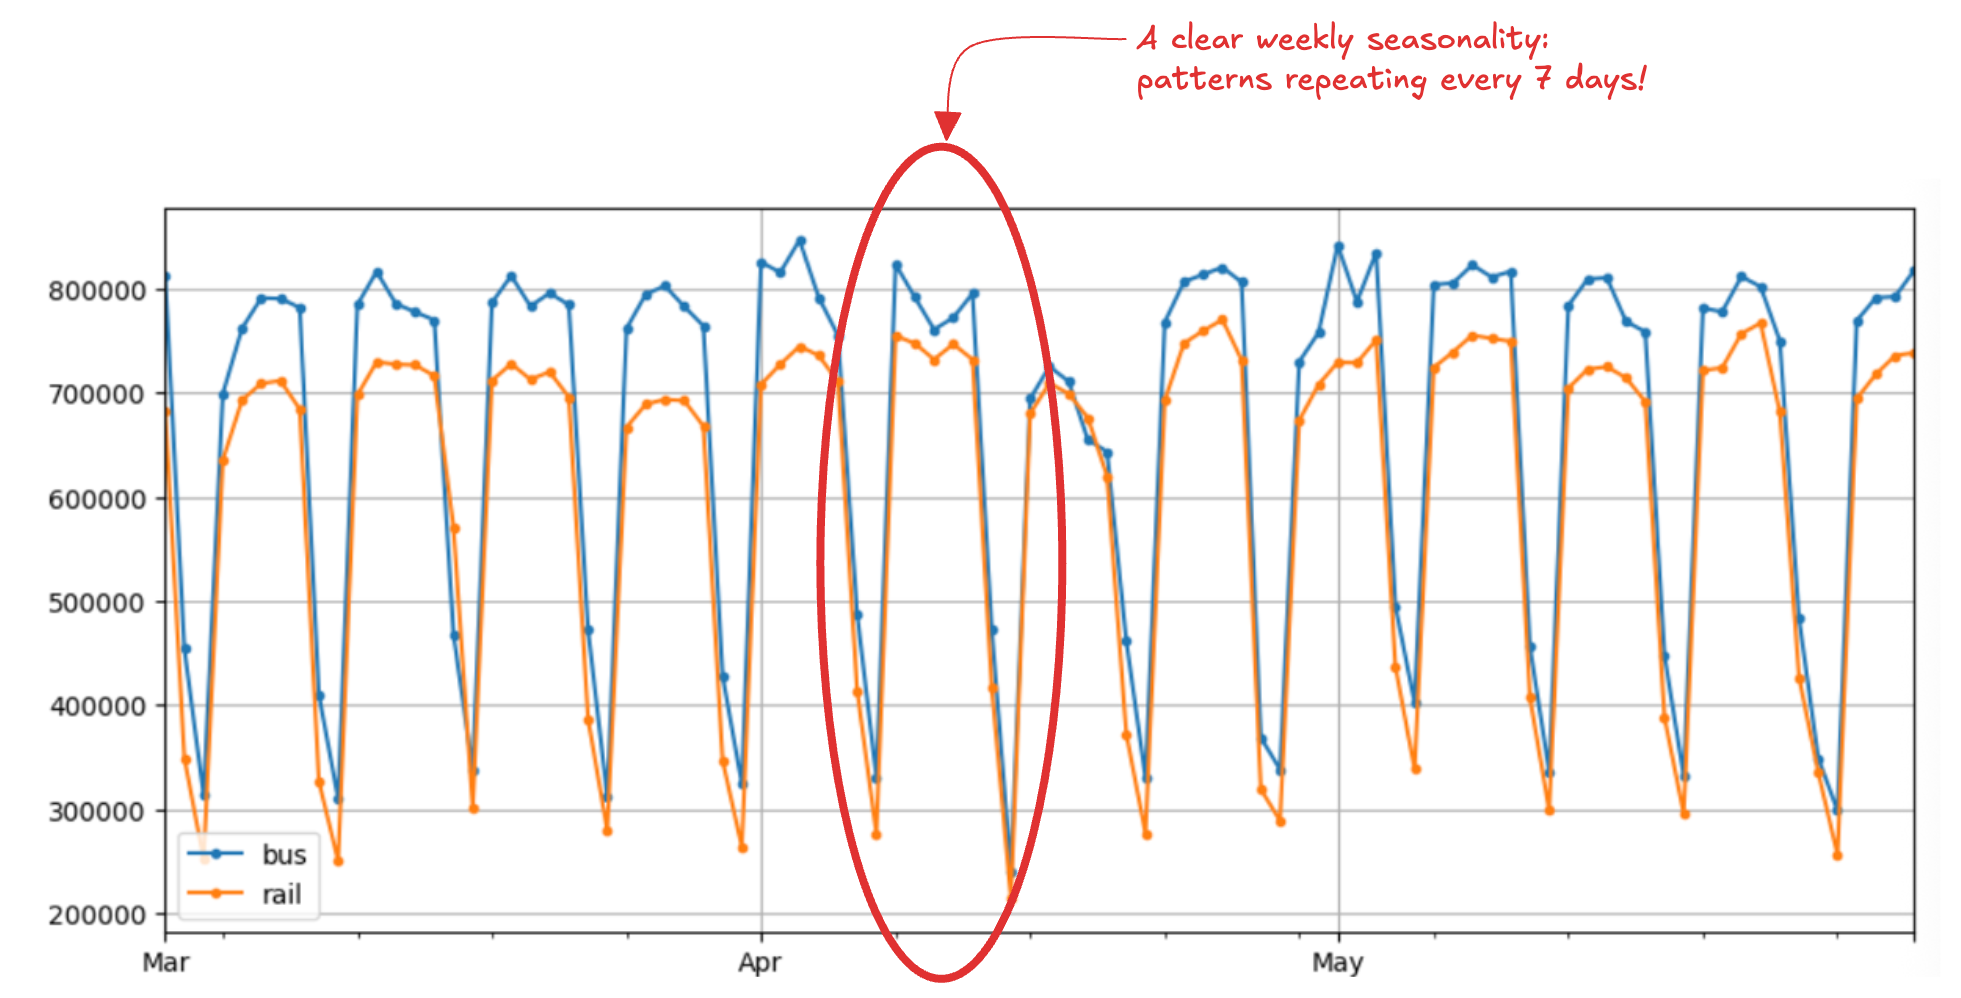 A clear weekly seasonality:
patterns repeating every 7 days!
800000
700000
600000
500000
400000
300000
200000
bus
rail
Mar
Apr
May